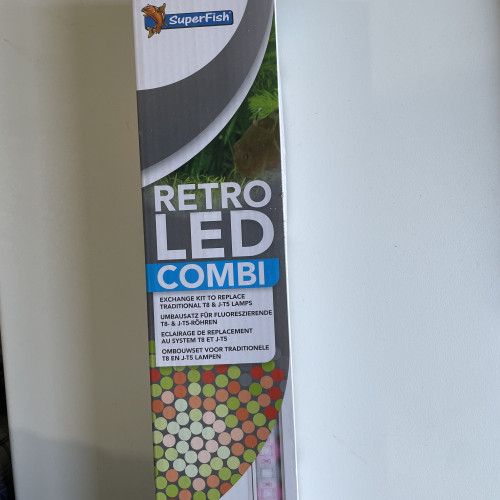 SuperFish
RETRO
LED
COMBI
EXCHANGE KIT TO REPLACE
TRADITIONAL T8 & J-T5 LAMPS
UMBAUSATZ FÜR FLUORESZIERENDE
T8- & J-T5-RÖHREN
ECLAIRAGE DE REPLACEMENT
AU SYSTEM T8 ET J-T5
OMBOUWSET VOOR TRADITIONELE
T8 EN J-T5 LAMPEN